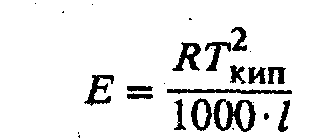 E = RT²кип / 1000 · l